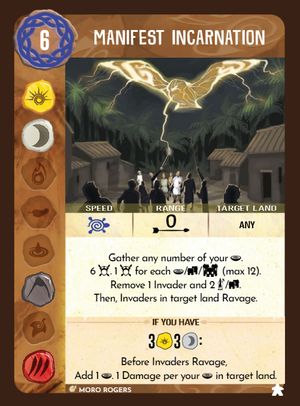 6
MANIFEST INCARNATION
SPEED RANGE TARGET LAND
0 ANY
Gather any number of your .
6 . 1 for each / / (max 12).
Remove 1 Invader and 2 / .
Then, Invaders in target land Ravage.
IF YOU HAVE
3 3 :
Before Invaders Ravage,
Add 1 . 1 Damage per your in target land.
MORO ROGERS